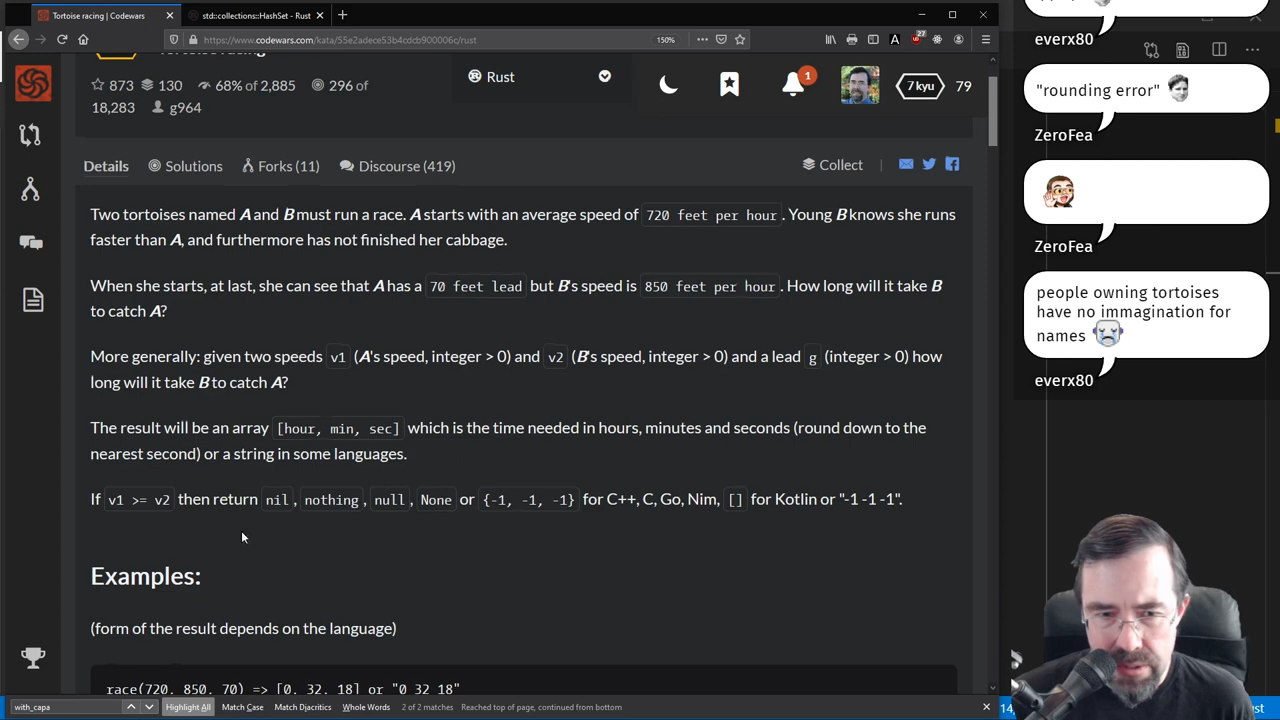 Tortoise racing | Codewars
std::collections::HashSet - Rust
https://www.codewars.com/kata/55e2adece53b4cdcb900006c/rust
150%
27
873 130 68% of 2,885 296 of
18,283 g964
Rust
1
7 kyu 79
Details Solutions Forks (11) Discourse (419)
Collect
Two tortoises named A and B must run a race. A starts with an average speed of 720 feet per hour. Young B knows she runs
faster than A, and furthermore has not finished her cabbage.
When she starts, at last, she can see that A has a 70 feet lead but B's speed is 850 feet per hour. How long will it take B
to catch A?
More generally: given two speeds v1 (A's speed, integer > 0) and v2 (B's speed, integer > 0) and a lead g (integer > 0) how
long will it take B to catch A?
The result will be an array [hour, min, sec] which is the time needed in hours, minutes and seconds (round down to the
nearest second) or a string in some languages.
If v1 >= v2 then return nil, nothing, null, None or {-1, -1, -1} for C++, C, Go, Nim, [] for Kotlin or "-1 -1 -1".
Examples:
(form of the result depends on the language)
race(720, 850, 70) => [0, 32, 18] or "0 32 18"
with_capa
Highlight All Match Case Match Diacritics Whole Words 2 of 2 matches Reached top of page, continued from bottom
everx80
"rounding error"
ZeroFea
ZeroFea
people owning tortoises
have no immagination for
names
everx80
14,